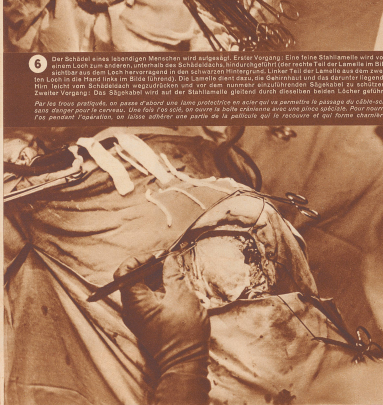 6
Der Schädel eines lebendigen Menschen wird aufgesägt. Erster Vorgang: Eine feine Stahllamelle wird vo
einem Loch zum anderen, unterhalb des Schädeldachs, hindurchgeführt (der rechte Teil der Lamelle im Bil
sichtbar aus dem Loch hervorragend in den schwarzen Hintergrund, Linker Teil der Lamelle aus dem zwe
ten Loch in die Hand links im Bilde führend). Die Lamelle dient dazu, die Gehirnhaut und das darunter liegend
Hirn leicht vom Schädeldach wegzudrücken und vor dem nunmehr einzuführenden Sägekabel zu schütze
Zweiter Vorgang: Das Sägekabel wird auf der Stahllamelle gleitend durch dieselben beiden Löcher geführ
Par les trous pratiqués, on passe d'abord une lame protectrice en acier qui va permettre le passage du câble-sc
sans danger pour le cerveau. Une fois l'os scié, on ouvre la boîte crânienne avec une pince spéciale. Pour nourr
l'os pendant l'opération, on laisse adhérer une partie de la pellicule qui le recouvre et qui forme charniè